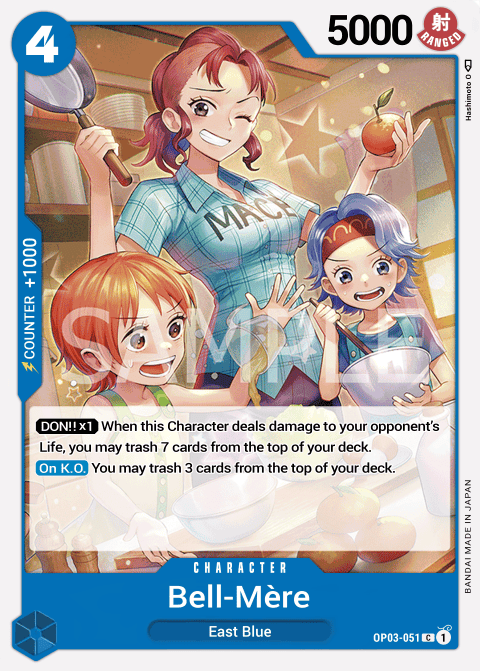 4
5000
射
RANGED
Hashimoto Q
MACE
COUNTER +1000
SAMPLE
DON!! x1 When this Character deals damage to your opponent's
Life, you may trash 7 cards from the top of your deck.
On K.O. You may trash 3 cards from the top of your deck.
BANDAI MADE IN JAPAN
CHARACTER
Bell-Mère
East Blue
OP03-051 C 1